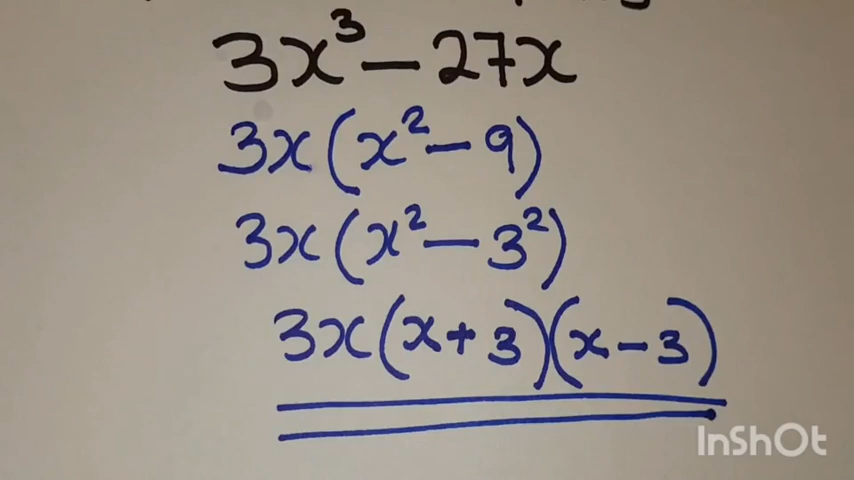 3x³ – 27x
3x(x² – 9)
3x(x² – 3²)
3x(x + 3)(x – 3)
InShOt